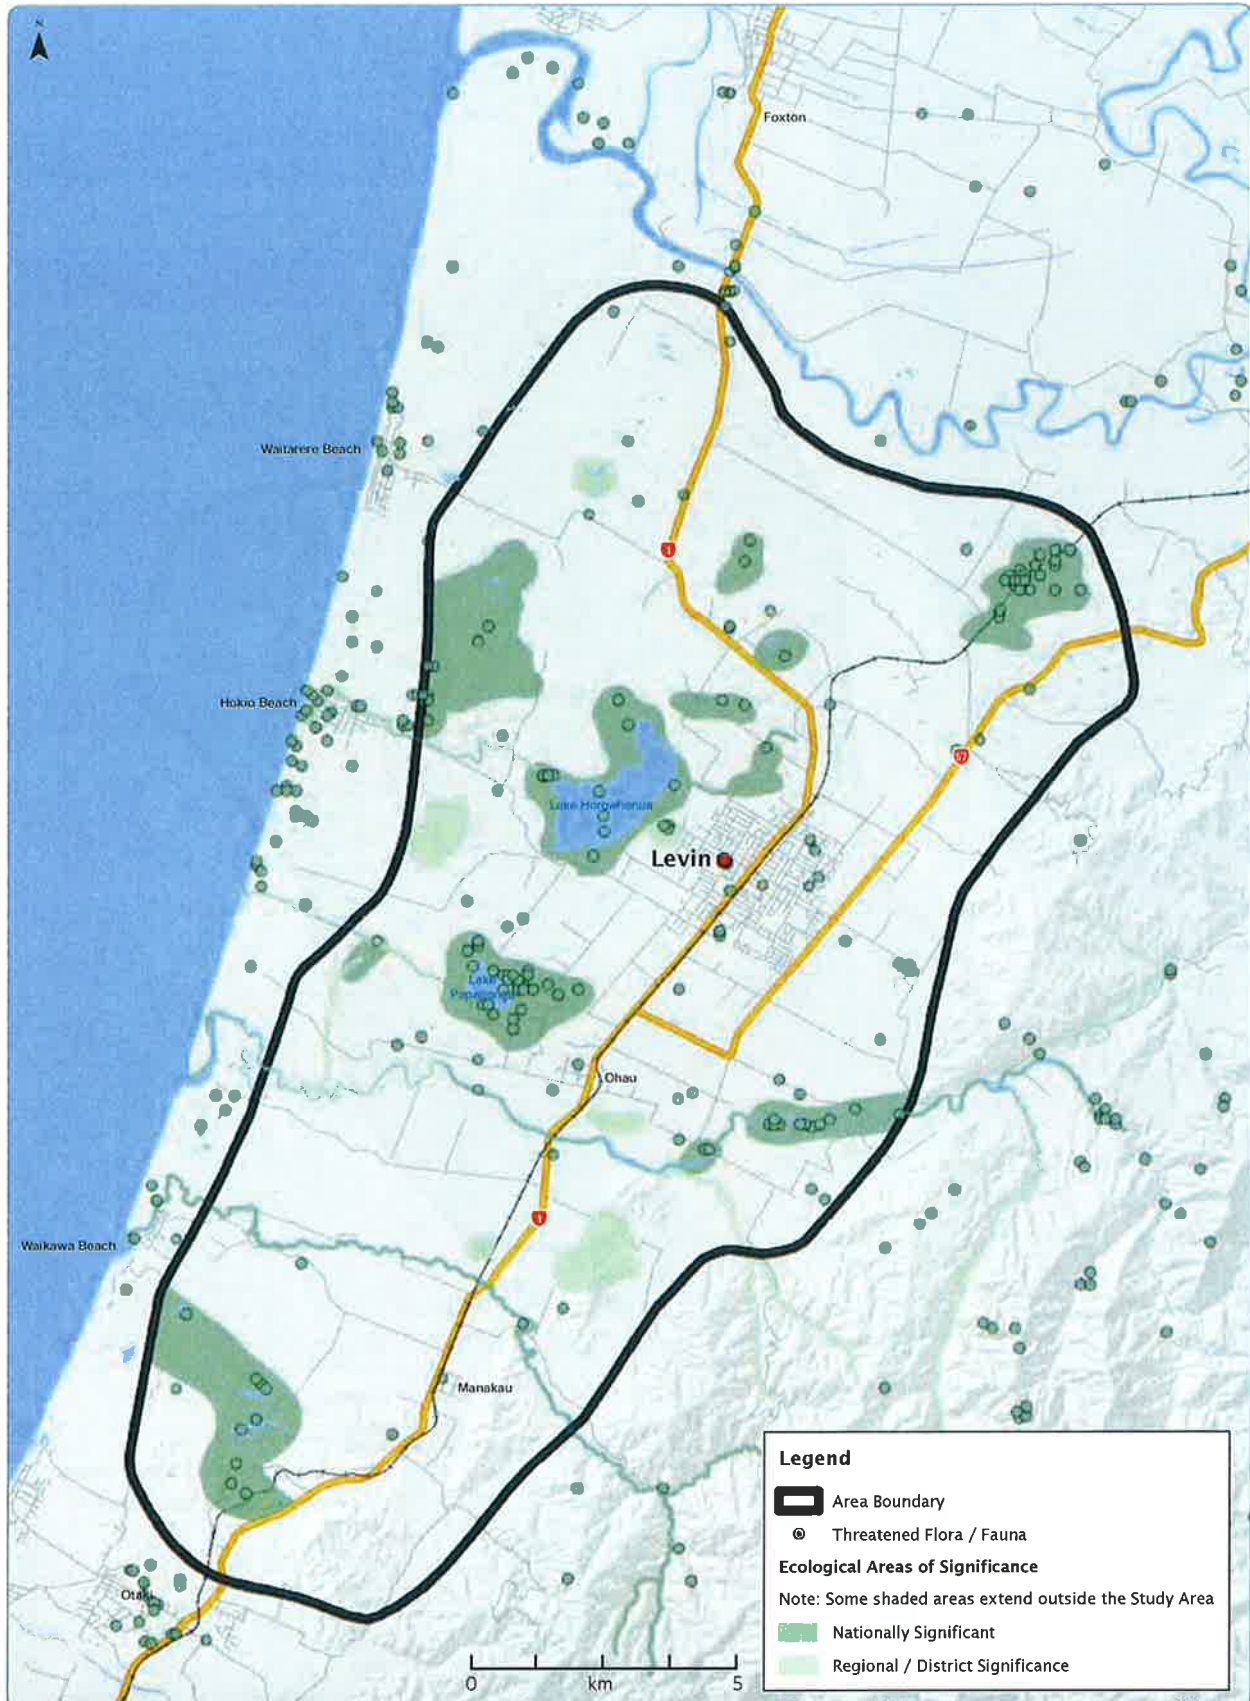 N
Foxton
Waitarere Beach
1
Hokio Beach
57
Lake Horowhenua
Levin
Lake
Papaitonga
Ohau
1
Waikawa Beach
Manakau
Otaki
Legend
Area Boundary
Threatened Flora / Fauna
Ecological Areas of Significance
Note: Some shaded areas extend outside the Study Area
Nationally Significant
Regional / District Significance
0 km 5